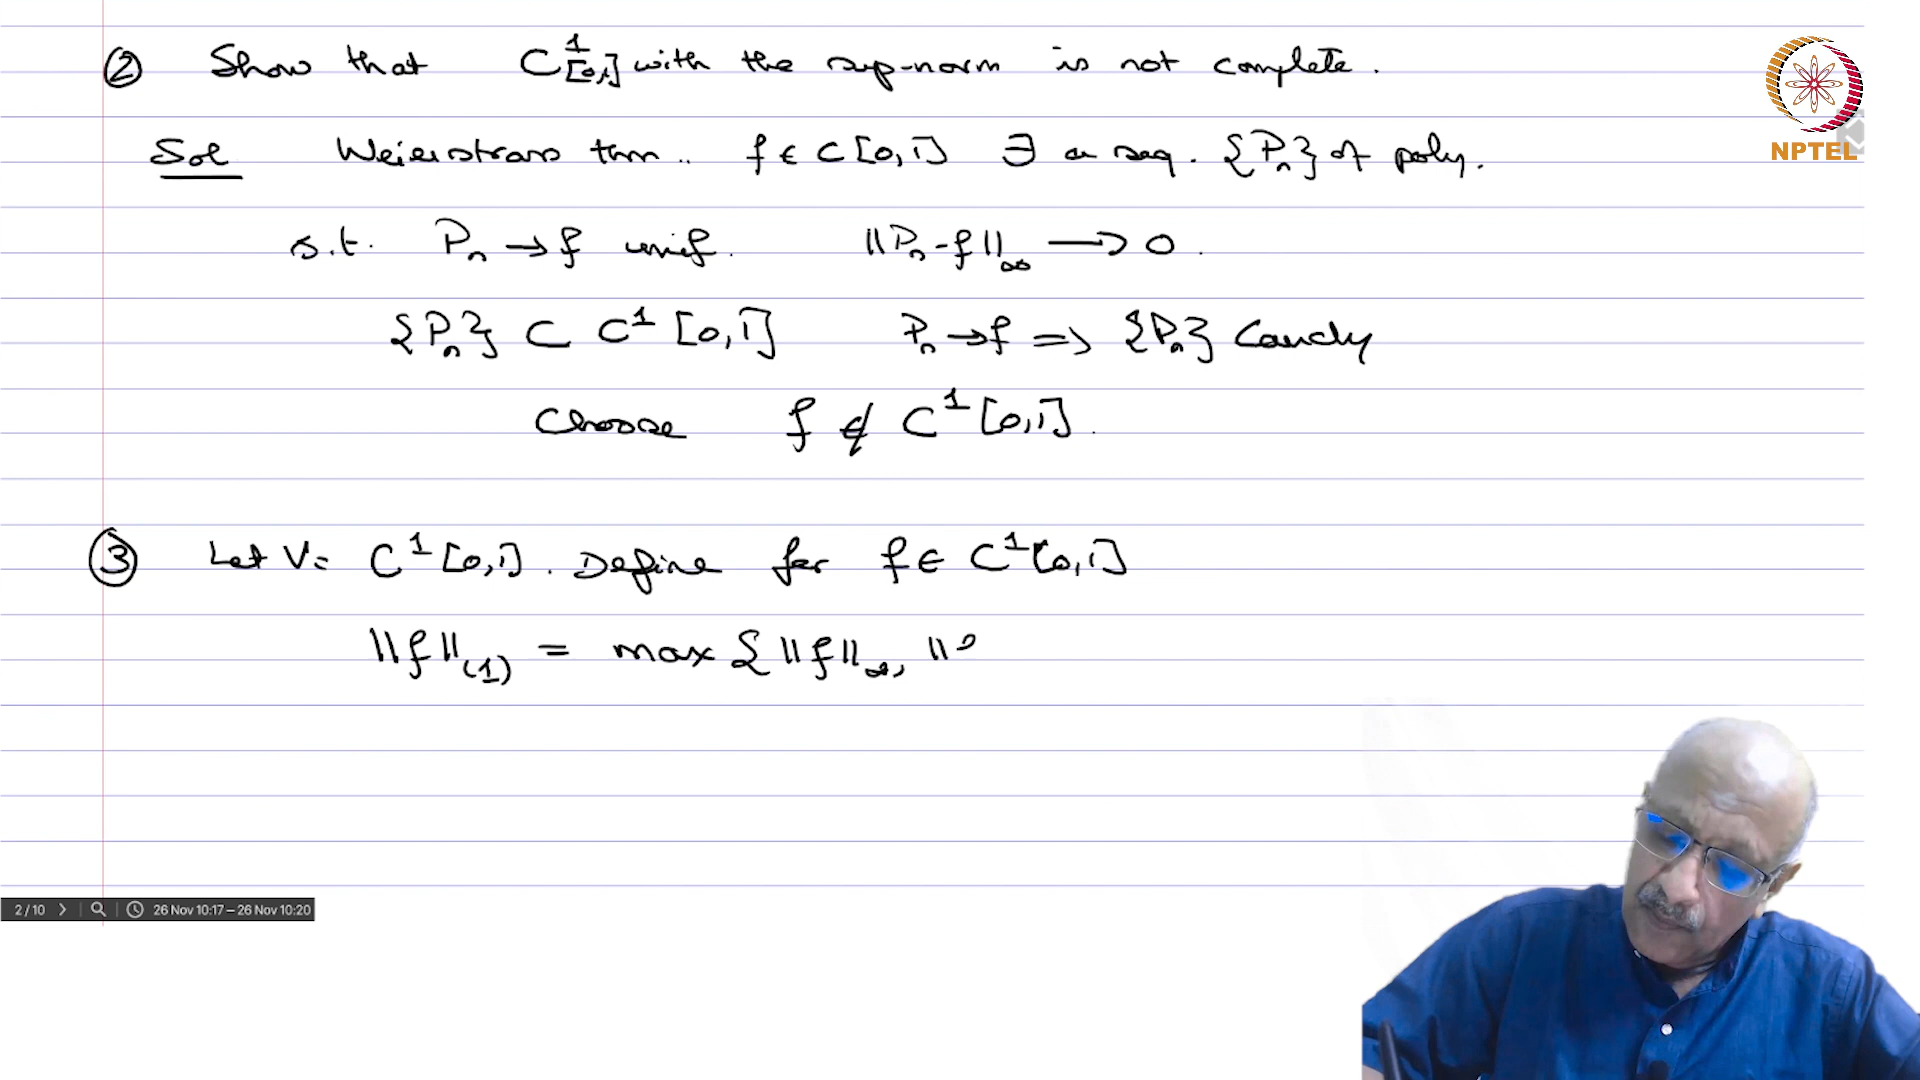 ② Show that C¹[0,1] with the sup-norm is not complete.
Sol Weierstrass thm.. f ∈ C[0,1] ∃ a seq. {Pₙ} of poly.
s.t. Pₙ → f unif. ||Pₙ-f||∞ → 0.
{Pₙ} ⊂ C¹[0,1] Pₙ → f => {Pₙ} Cauchy
Choose f ∉ C¹[0,1].
③ Let V = C¹[0,1]. Define for f ∈ C¹[0,1]
||f||₍₁₎ = max {||f||∞, ||
NPTEL
2 / 10 > 26 Nov 10:17 – 26 Nov 10:20